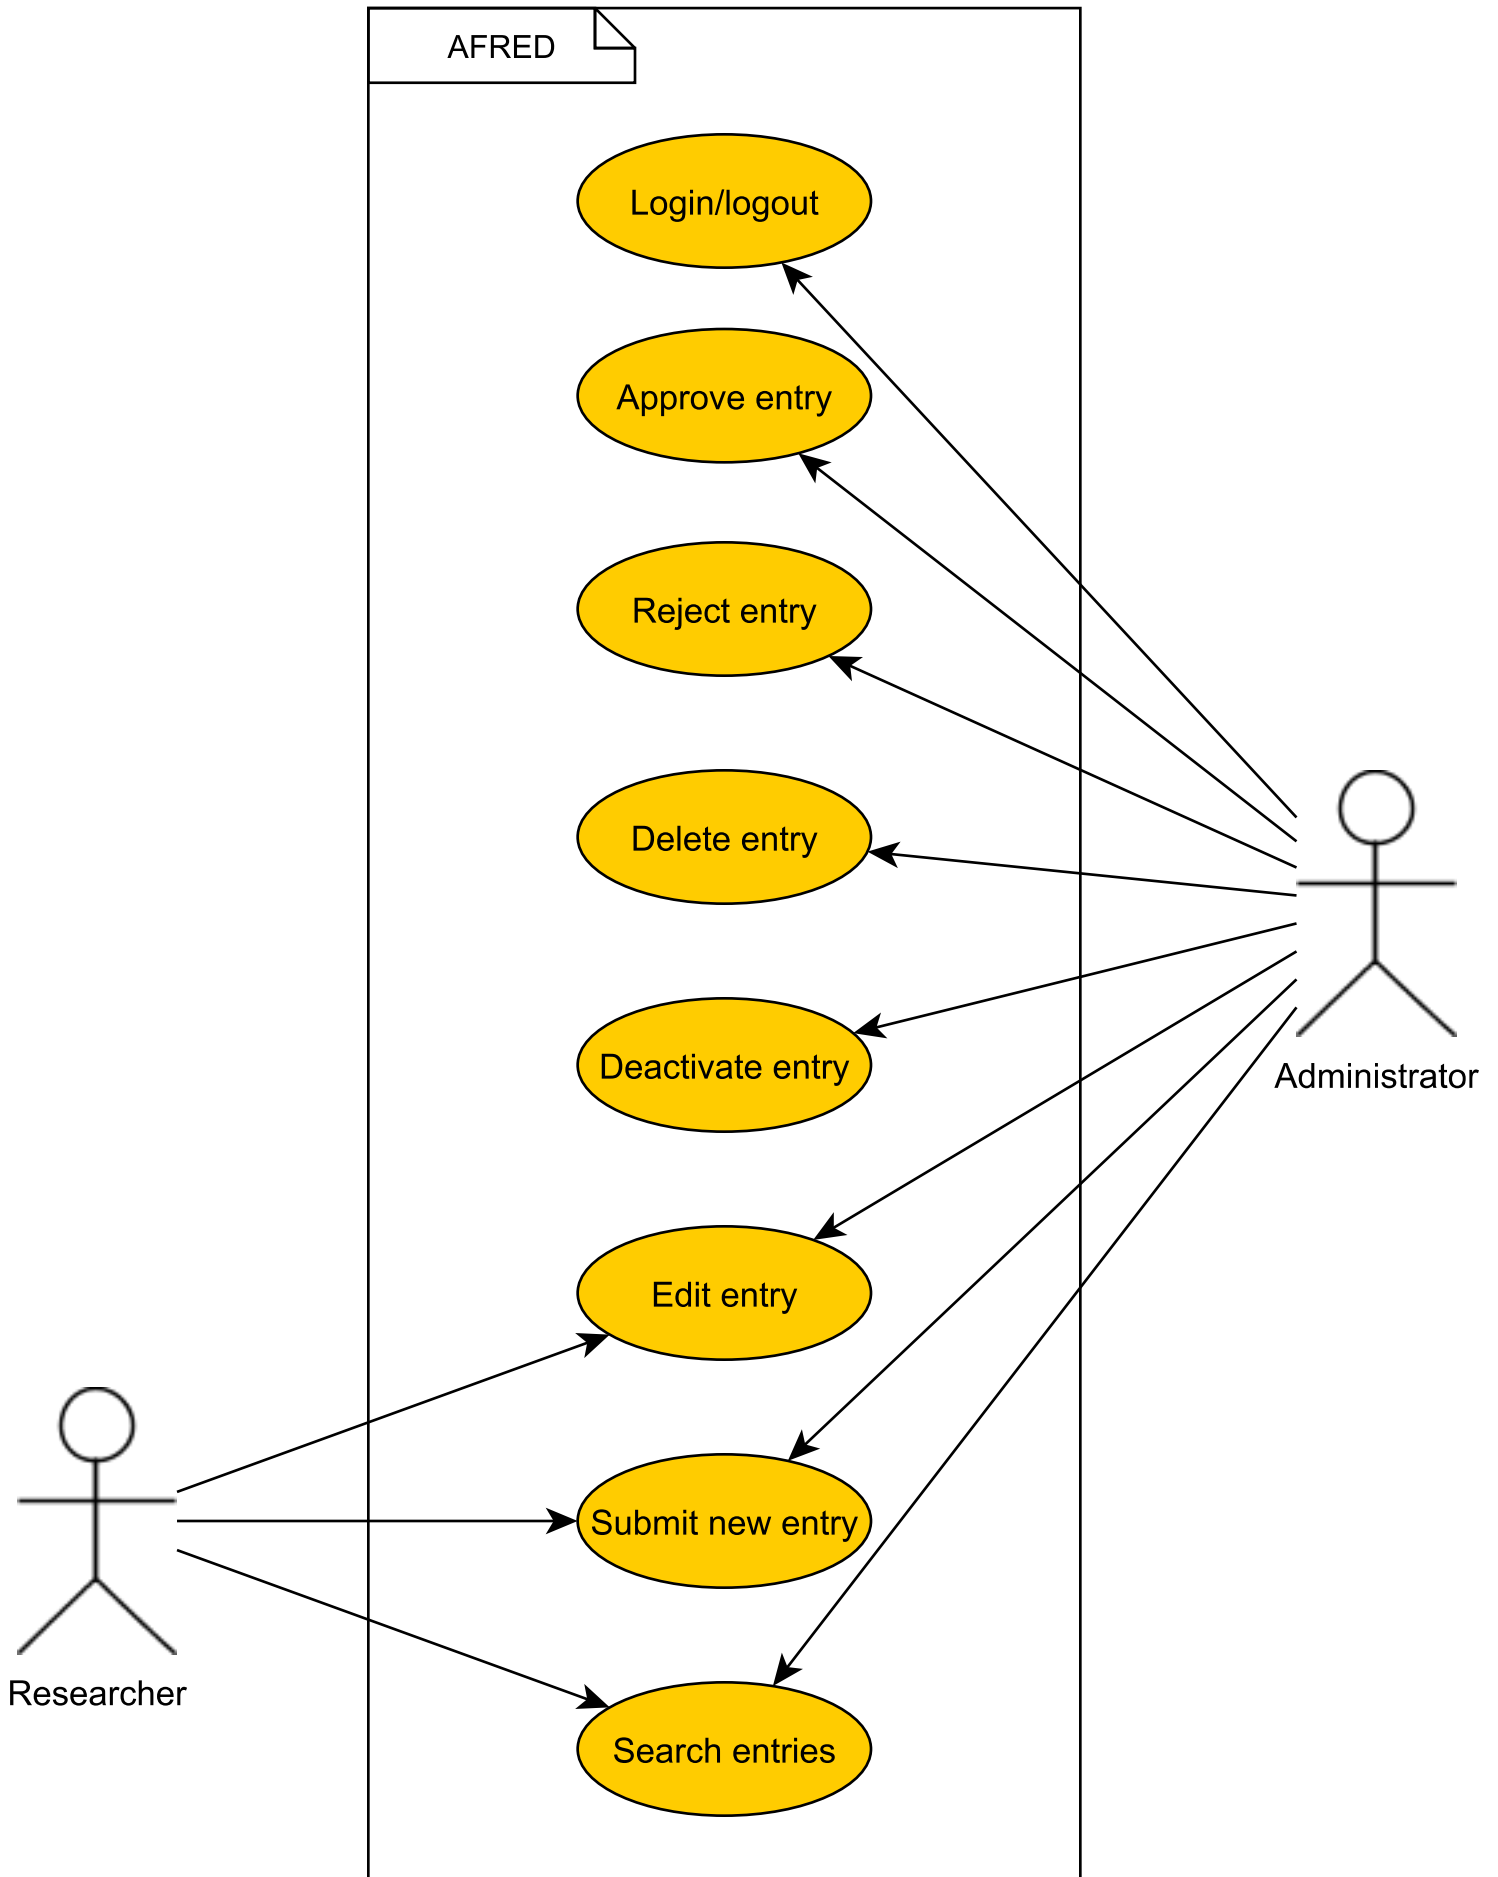 AFRED
Login/logout
Approve entry
Reject entry
Delete entry
Deactivate entry
Administrator
Edit entry
Submit new entry
Researcher
Search entries